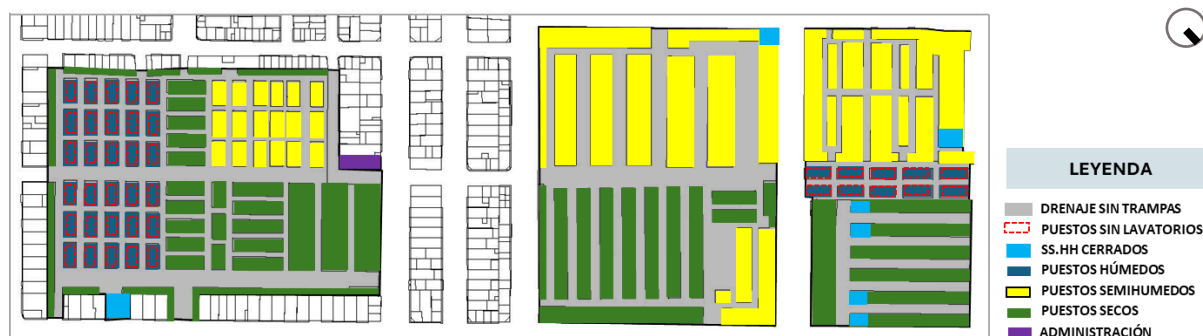 LEYENDA
DRENAJE SIN TRAMPAS
PUESTOS SIN LAVATORIOS
SS.HH CERRADOS
PUESTOS HÚMEDOS
PUESTOS SEMIHUMEDOS
PUESTOS SECOS
ADMINISTRACIÓN